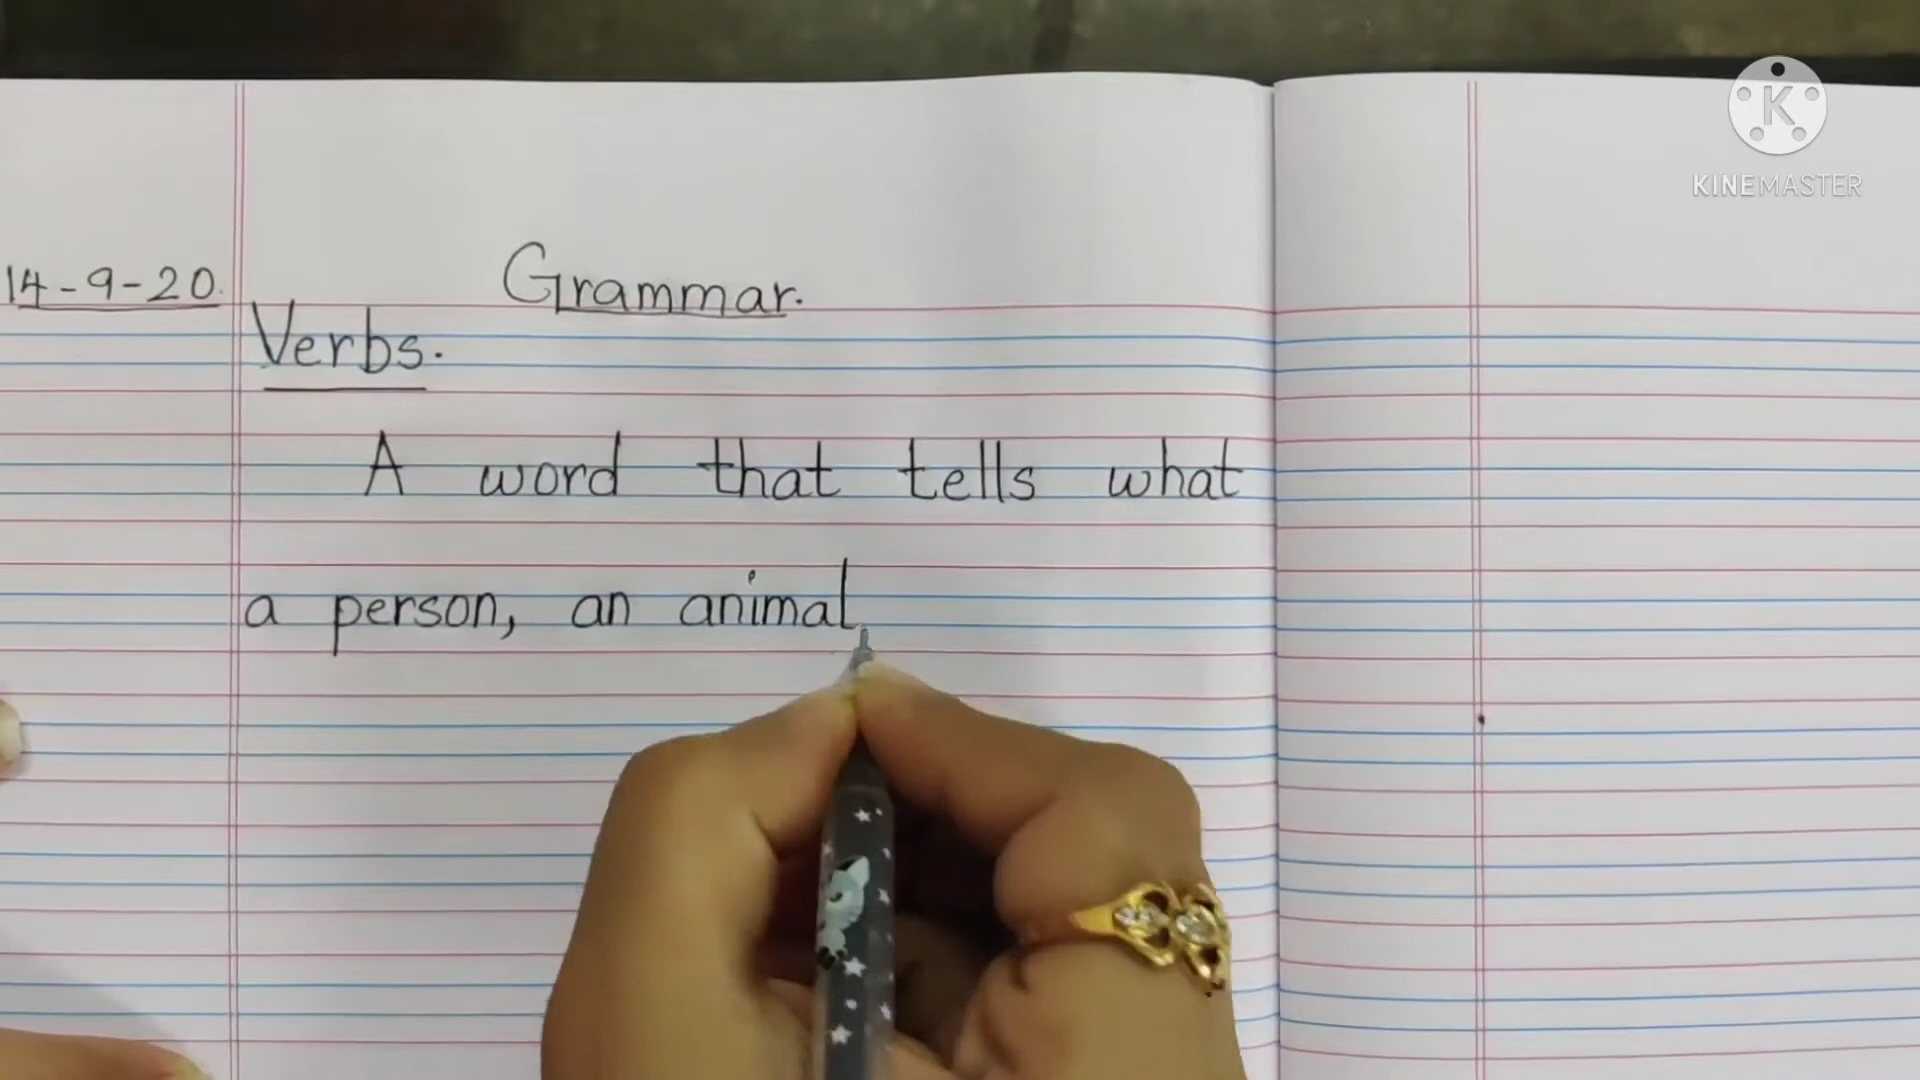 14-9-20.
Grammar.
Verbs.
A word that tells what
a person, an animal
K
KINEMASTER